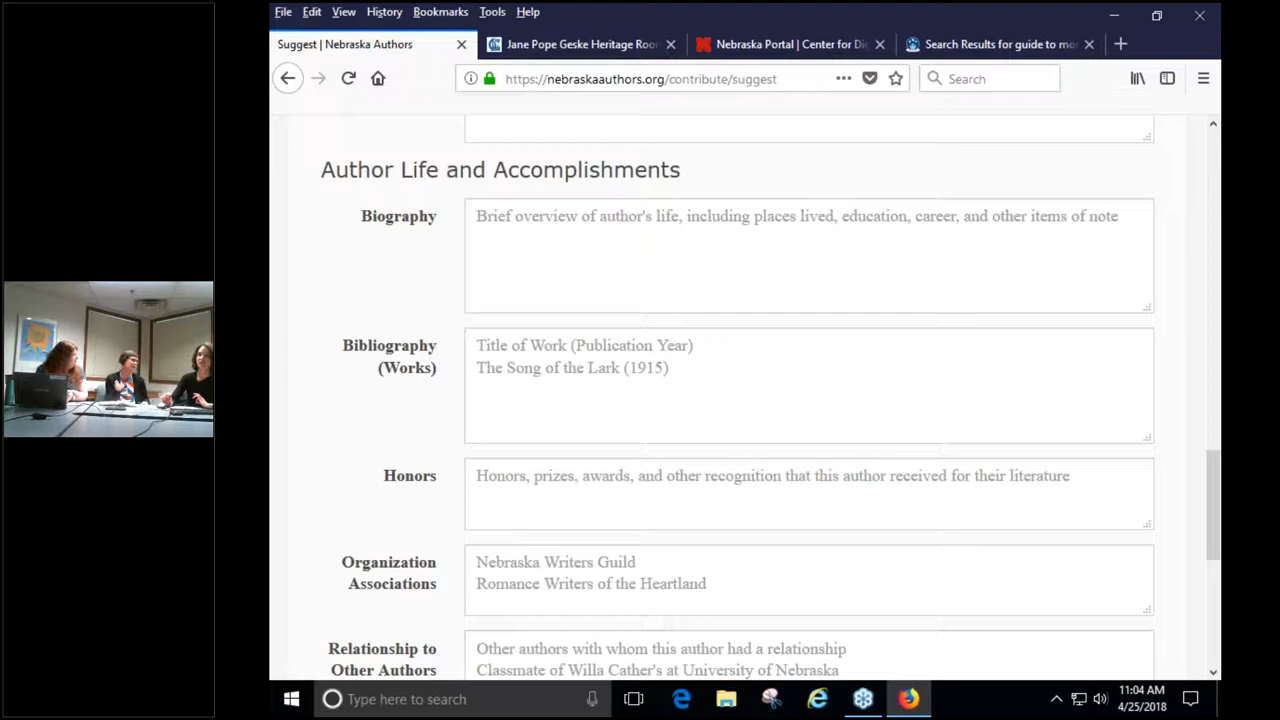 File Edit View History Bookmarks Tools Help
Suggest | Nebraska Authors
Jane Pope Geske Heritage Roo
Nebraska Portal | Center for Di
Search Results for guide to mo
https://nebraskaauthors.org/contribute/suggest
Search
Author Life and Accomplishments
Biography
Brief overview of author's life, including places lived, education, career, and other items of note
Bibliography
(Works)
Title of Work (Publication Year)
The Song of the Lark (1915)
Honors
Honors, prizes, awards, and other recognition that this author received for their literature
Organization
Associations
Nebraska Writers Guild
Romance Writers of the Heartland
Relationship to
Other Authors
Other authors with whom this author had a relationship
Classmate of Willa Cather's at University of Nebraska
Type here to search
11:04 AM
4/25/2018